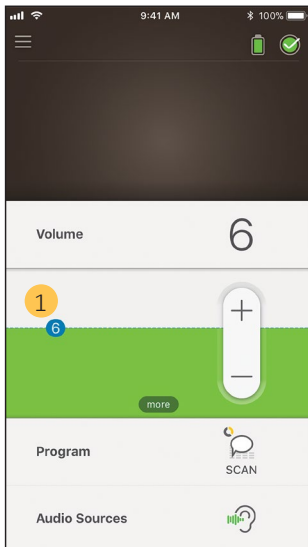 9:41 AM
100%
Volume
6
1
6
more
Program
SCAN
Audio Sources